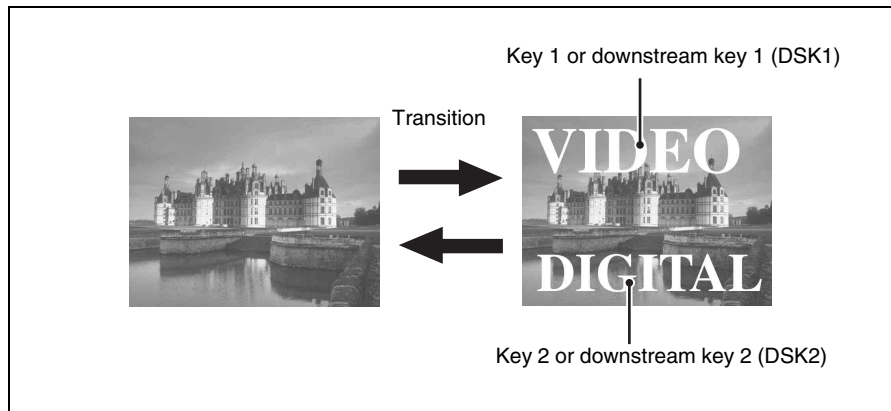 Key 1 or downstream key 1 (DSK1)
Transition
VIDEO
DIGITAL
Key 2 or downstream key 2 (DSK2)